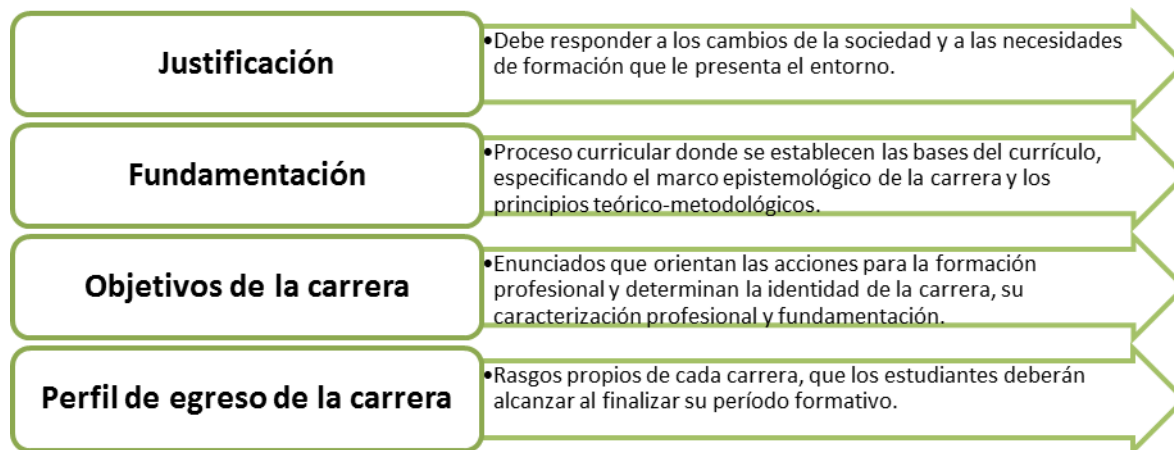 Justificación
•Debe responder a los cambios de la sociedad y a las necesidades
de formación que le presenta el entorno.
Fundamentación
•Proceso curricular donde se establecen las bases del currículo,
especificando el marco epistemológico de la carrera y los
principios teórico-metodológicos.
Objetivos de la carrera
•Enunciados que orientan las acciones para la formación
profesional y determinan la identidad de la carrera, su
caracterización profesional y fundamentación.
Perfil de egreso de la carrera
•Rasgos propios de cada carrera, que los estudiantes deberán
alcanzar al finalizar su período formativo.